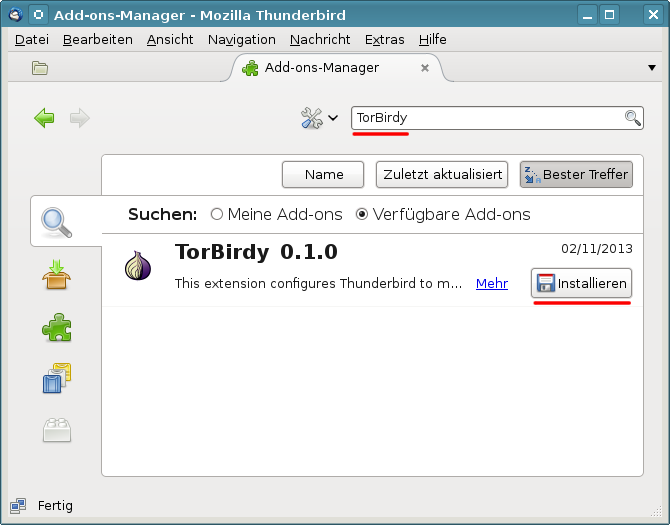 Add-ons-Manager - Mozilla Thunderbird
Datei Bearbeiten Ansicht Navigation Nachricht Extras Hilfe
Add-ons-Manager
TorBirdy
Name Zuletzt aktualisiert Bester Treffer
Suchen: Meine Add-ons Verfügbare Add-ons
TorBirdy 0.1.0 02/11/2013
This extension configures Thunderbird to m... Mehr Installieren
Fertig